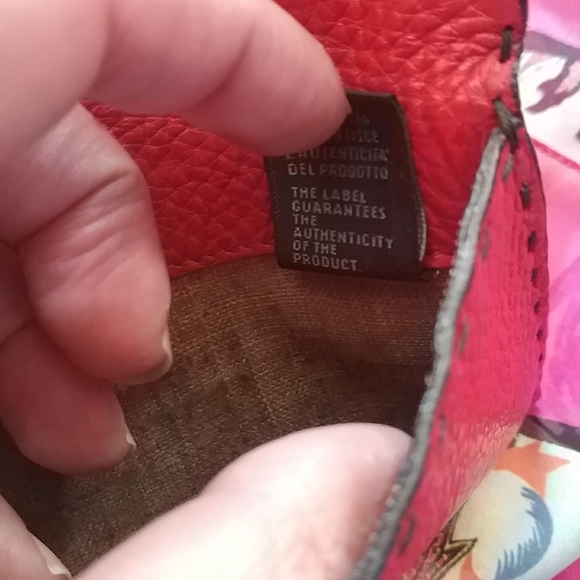 L'AUTENTICITA'
DEL PRODOTTO
THE LABEL
GUARANTEES
THE
AUTHENTICITY
OF THE
PRODUCT.